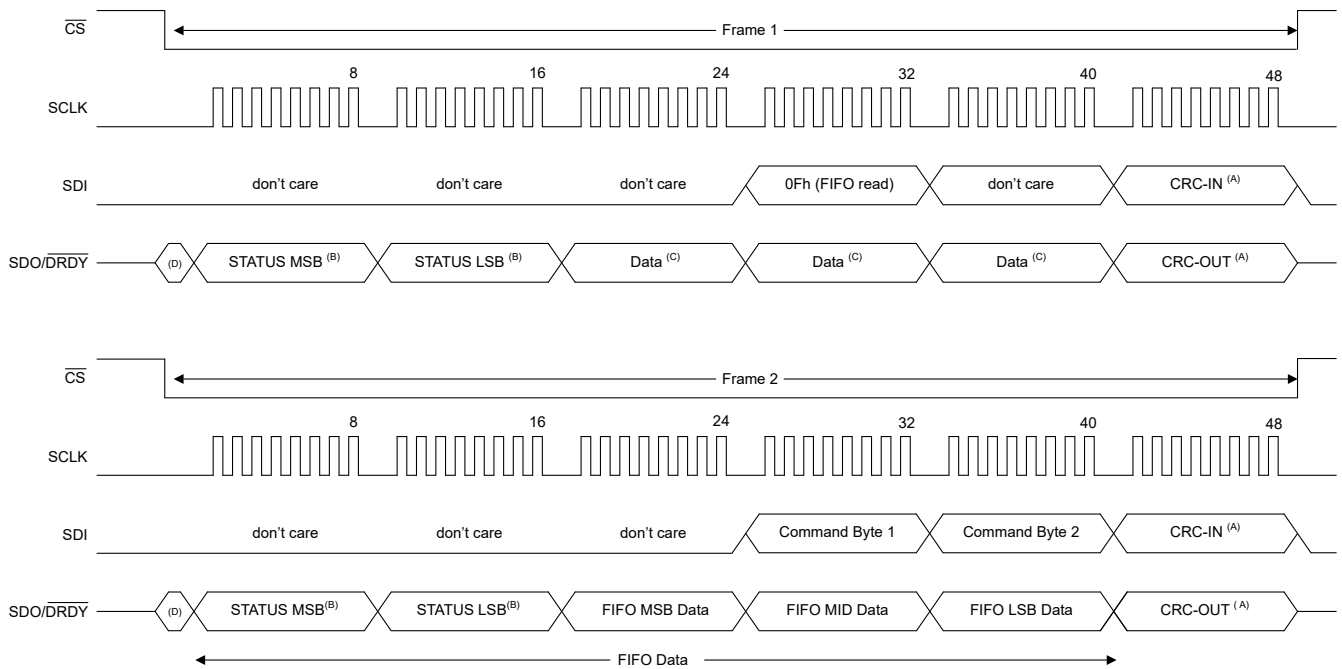 CS
Frame 1
8 16 24 32 40 48
SCLK
SDI don't care don't care don't care 0Fh (FIFO read) don't care CRC-IN (A)
SDO/DRDY (D) STATUS MSB (B) STATUS LSB (B) Data (C) Data (C) Data (C) CRC-OUT (A)
CS
Frame 2
8 16 24 32 40 48
SCLK
SDI don't care don't care don't care Command Byte 1 Command Byte 2 CRC-IN (A)
SDO/DRDY (D) STATUS MSB(B) STATUS LSB(B) FIFO MSB Data FIFO MID Data FIFO LSB Data CRC-OUT (A)
FIFO Data